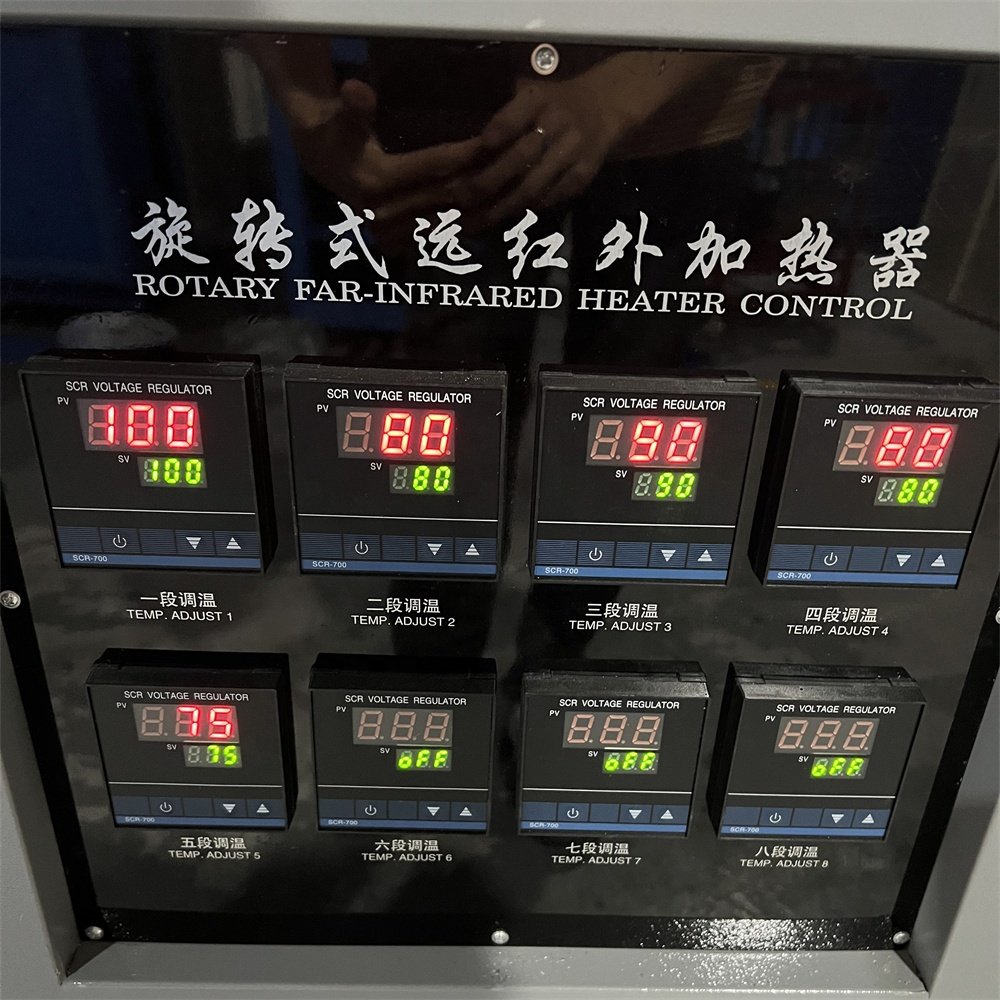 旋转式远红外加热器
ROTARY FAR-INFRARED HEATER CONTROL
SCR VOLTAGE REGULATOR
PV 100
SV 100
SCR-700
一段调温
TEMP. ADJUST 1
SCR VOLTAGE REGULATOR
PV 80
SV 80
SCR-700
二段调温
TEMP. ADJUST 2
SCR VOLTAGE REGULATOR
PV 90
SV 90
SCR-700
三段调温
TEMP. ADJUST 3
SCR VOLTAGE REGULATOR
PV 80
SV 80
SCR-700
四段调温
TEMP. ADJUST 4
SCR VOLTAGE REGULATOR
PV 75
SV 75
SCR-700
五段调温
TEMP. ADJUST 5
SCR VOLTAGE REGULATOR
PV
SV oFF
SCR-700
六段调温
TEMP. ADJUST 6
SCR VOLTAGE REGULATOR
PV
SV oFF
SCR-700
七段调温
TEMP. ADJUST 7
SCR VOLTAGE REGULATOR
PV
SV oFF
SCR-700
八段调温
TEMP. ADJUST 8